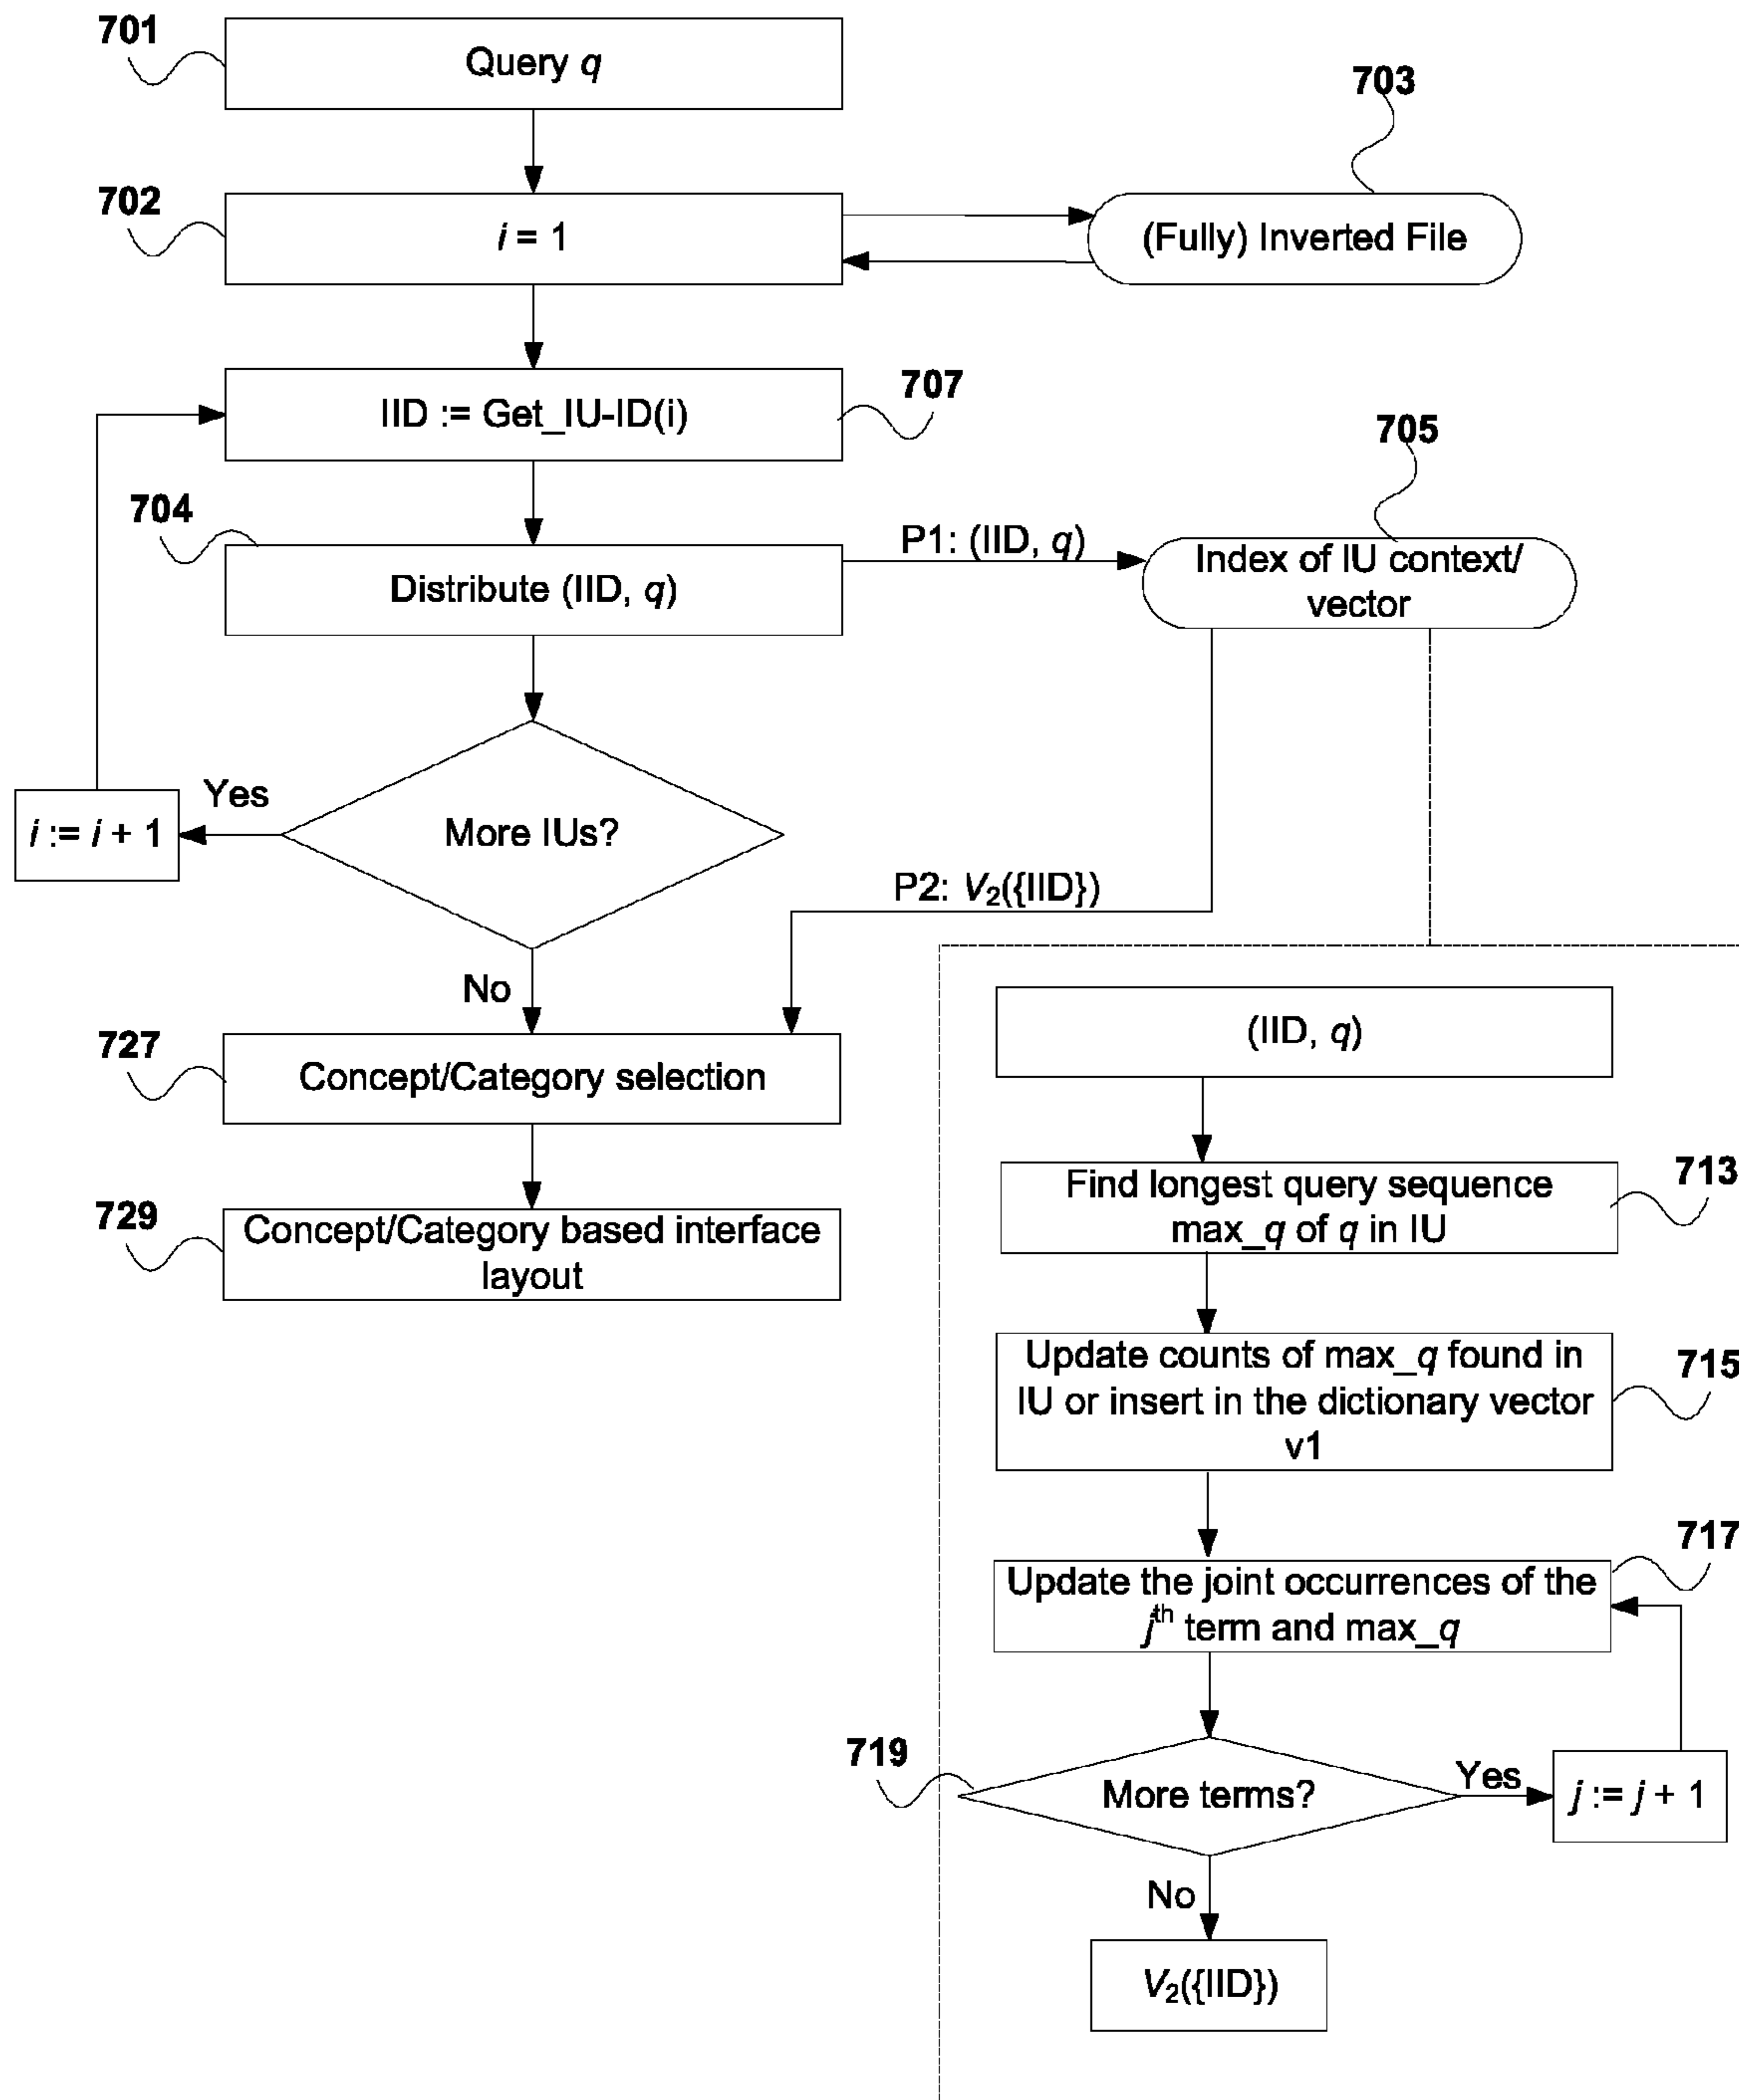 701
Query q
703
702
i = 1
(Fully) Inverted File
707
IID := Get_IU-ID(i)
705
704
P1: (IID, q)
Distribute (IID, q)
Index of IU context/
vector
Yes
i := i + 1
More IUs?
P2: V₂({IID})
No
727
Concept/Category selection
(IID, q)
729
Concept/Category based interface
layout
713
Find longest query sequence
max_q of q in IU
715
Update counts of max_q found in
IU or insert in the dictionary vector
v1
717
Update the joint occurrences of the
jth term and max_q
719
More terms?
Yes
j := j + 1
No
V₂({IID})